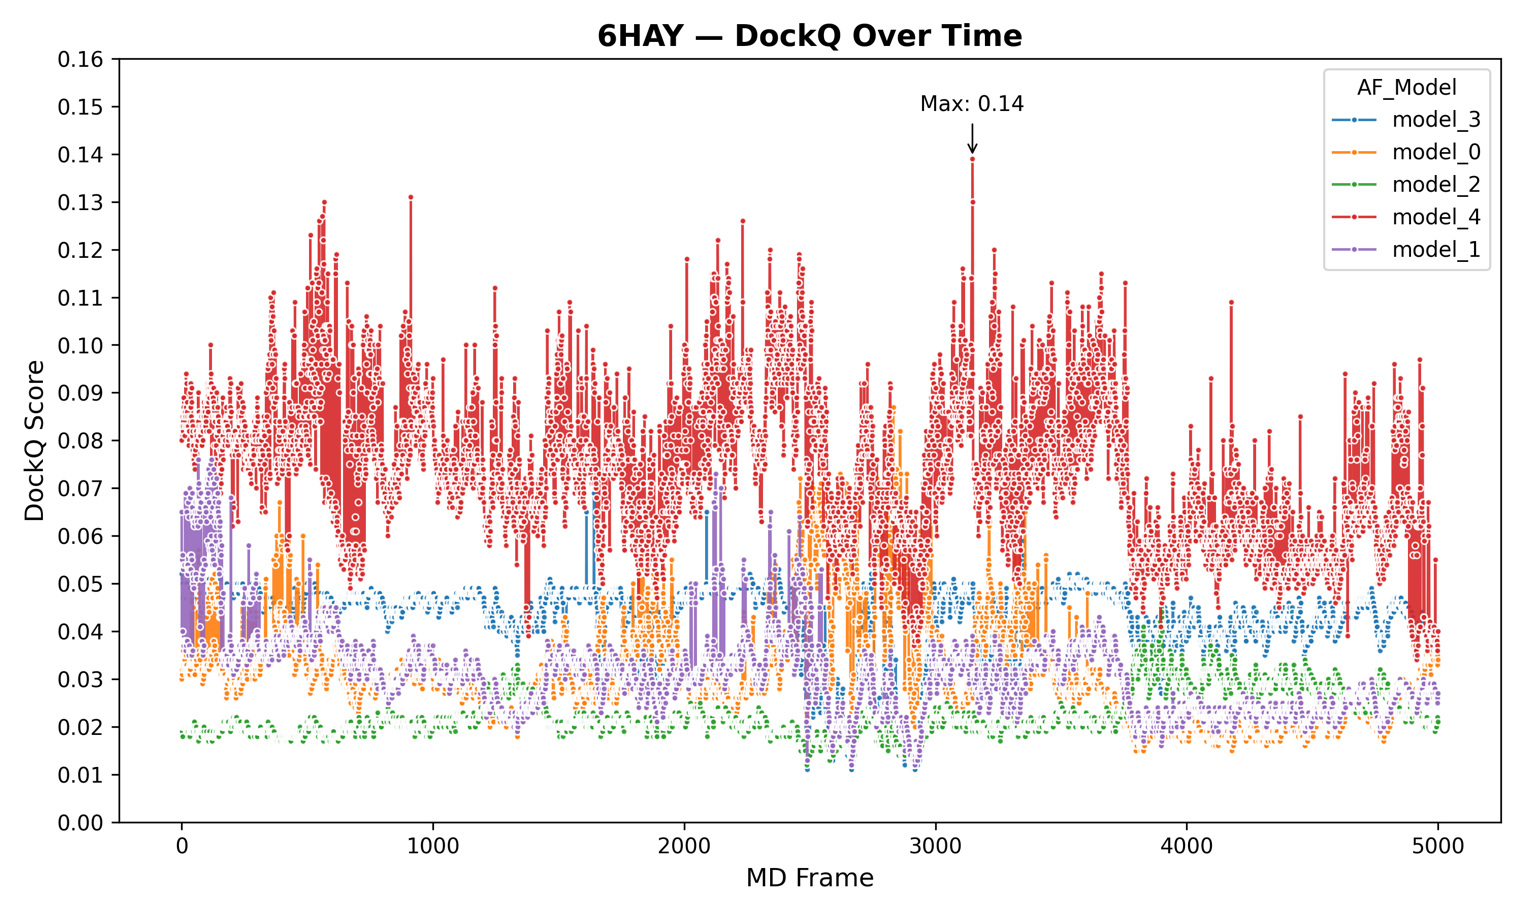 6HAY — DockQ Over Time
DockQ Score
0.16
0.15
0.14
0.13
0.12
0.11
0.10
0.09
0.08
0.07
0.06
0.05
0.04
0.03
0.02
0.01
0.00
Max: 0.14
AF_Model
model_3
model_0
model_2
model_4
model_1
0 1000 2000 3000 4000 5000
MD Frame